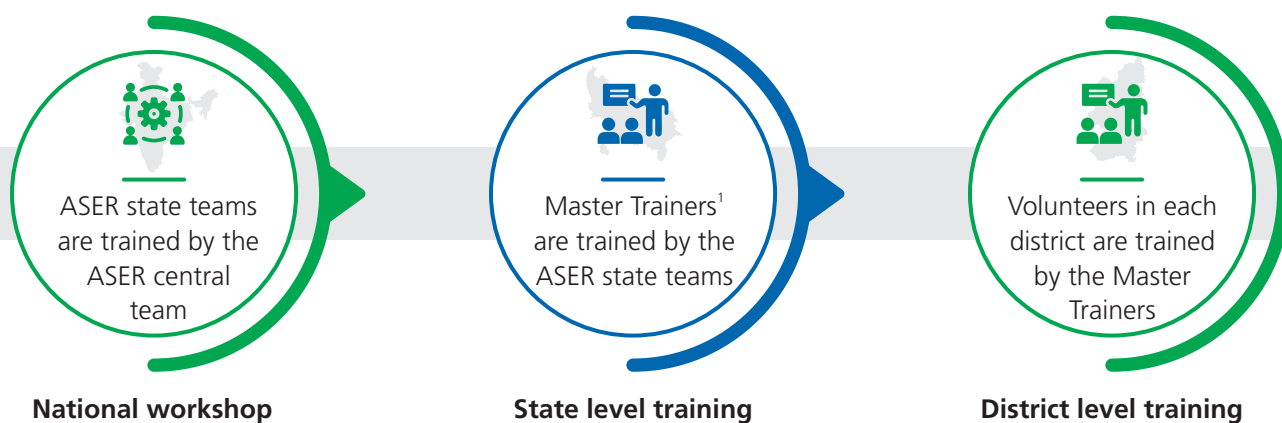 ASER state teams
are trained by the
ASER central
team
National workshop
Master Trainers¹
are trained by the
ASER state teams
State level training
Volunteers in each
district are trained
by the Master
Trainers
District level training